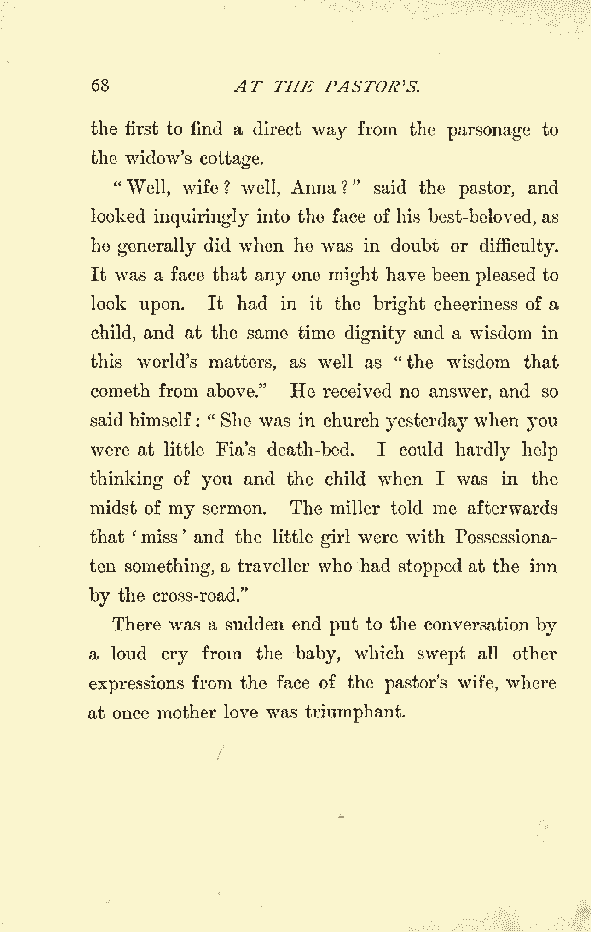 68 AT THE PASTOR'S.
the first to find a direct way from the parsonage to
the widow's cottage.
"Well, wife? well, Anna?" said the pastor, and
looked inquiringly into the face of his best-beloved, as
he generally did when he was in doubt or difficulty.
It was a face that any one might have been pleased to
look upon. It had in it the bright cheeriness of a
child, and at the same time dignity and a wisdom in
this world's matters, as well as "the wisdom that
cometh from above." He received no answer, and so
said himself: "She was in church yesterday when you
were at little Fia's death-bed. I could hardly help
thinking of you and the child when I was in the
midst of my sermon. The miller told me afterwards
that 'miss' and the little girl were with Possessiona-
ten something, a traveller who had stopped at the inn
by the cross-road."
There was a sudden end put to the conversation by
a loud cry from the baby, which swept all other
expressions from the face of the pastor's wife, where
at once mother love was triumphant.